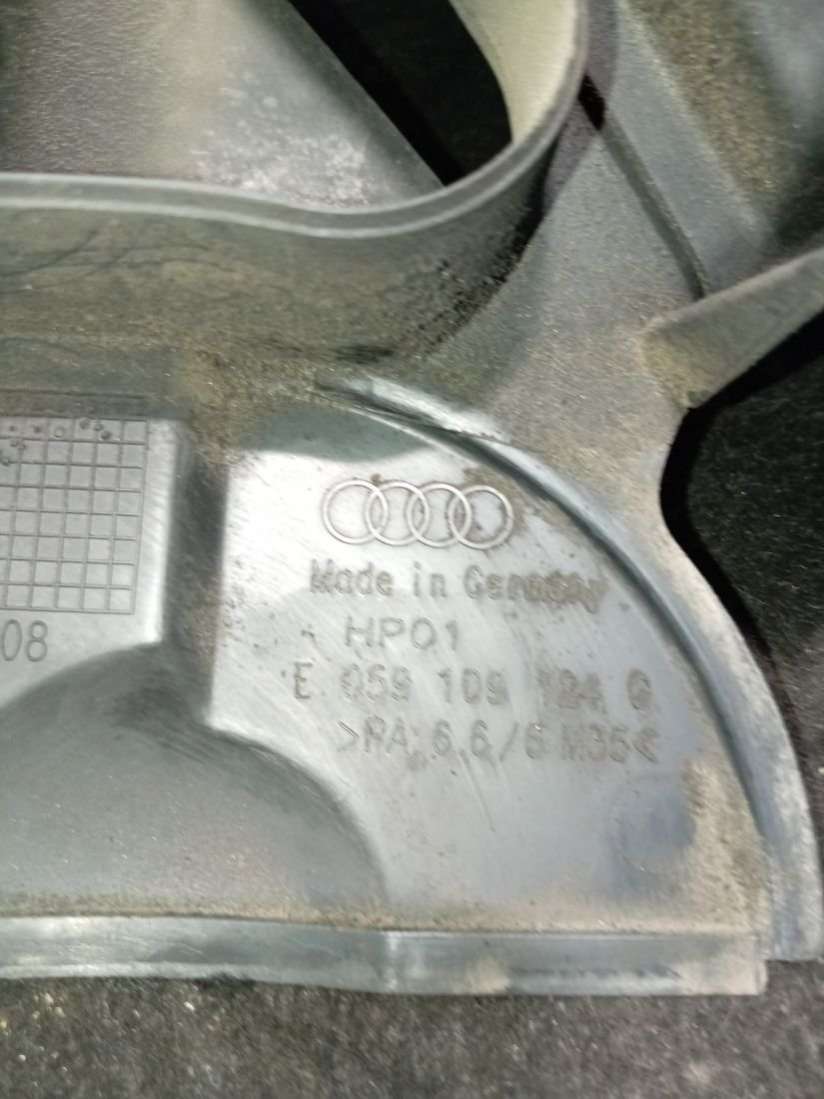 08
Made in Germany
HP01
E 059 109 124 G
>PA 6.6/6 M35<